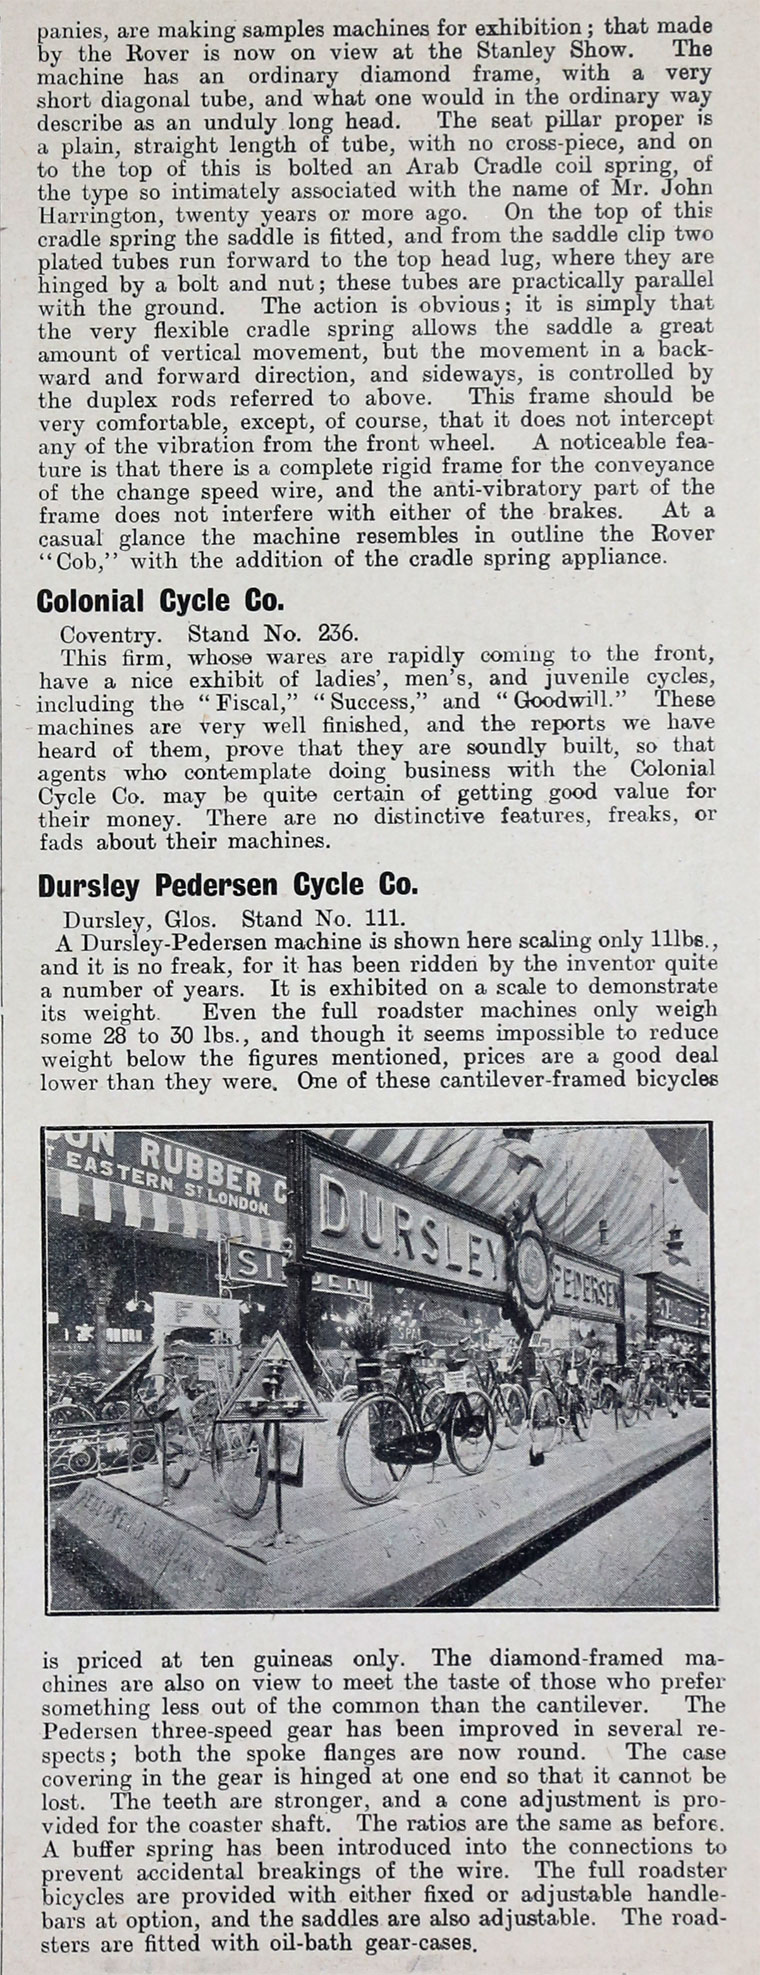 panies, are making samples machines for exhibition; that made
by the Rover is now on view at the Stanley Show. The
machine has an ordinary diamond frame, with a very
short diagonal tube, and what one would in the ordinary way
describe as an unduly long head. The seat pillar proper is
a plain, straight length of tube, with no cross-piece, and on
to the top of this is bolted an Arab Cradle coil spring, of
the type so intimately associated with the name of Mr. John
Harrington, twenty years or more ago. On the top of this
cradle spring the saddle is fitted, and from the saddle clip two
plated tubes run forward to the top head lug, where they are
hinged by a bolt and nut; these tubes are practically parallel
with the ground. The action is obvious; it is simply that
the very flexible cradle spring allows the saddle a great
amount of vertical movement, but the movement in a back-
ward and forward direction, and sideways, is controlled by
the duplex rods referred to above. This frame should be
very comfortable, except, of course, that it does not intercept
any of the vibration from the front wheel. A noticeable fea-
ture is that there is a complete rigid frame for the conveyance
of the change speed wire, and the anti-vibratory part of the
frame does not interfere with either of the brakes. At a
casual glance the machine resembles in outline the Rover
"Cob," with the addition of the cradle spring appliance.
Colonial Cycle Co.
Coventry. Stand No. 236.
This firm, whose wares are rapidly coming to the front,
have a nice exhibit of ladies', men's, and juvenile cycles,
including the "Fiscal," "Success," and "Goodwill." These
machines are very well finished, and the reports we have
heard of them, prove that they are soundly built, so that
agents who contemplate doing business with the Colonial
Cycle Co. may be quite certain of getting good value for
their money. There are no distinctive features, freaks, or
fads about their machines.
Dursley Pedersen Cycle Co.
Dursley, Glos. Stand No. 111.
A Dursley-Pedersen machine is shown here scaling only 11lbs.,
and it is no freak, for it has been ridden by the inventor quite
a number of years. It is exhibited on a scale to demonstrate
its weight. Even the full roadster machines only weigh
some 28 to 30 lbs., and though it seems impossible to reduce
weight below the figures mentioned, prices are a good deal
lower than they were. One of these cantilever-framed bicycles
RUBBER
EASTERN ST LONDON
DURSLEY PEDERSEN
FN
is priced at ten guineas only. The diamond-framed ma-
chines are also on view to meet the taste of those who prefer
something less out of the common than the cantilever. The
Pedersen three-speed gear has been improved in several re-
spects; both the spoke flanges are now round. The case
covering in the gear is hinged at one end so that it cannot be
lost. The teeth are stronger, and a cone adjustment is pro-
vided for the coaster shaft. The ratios are the same as before.
A buffer spring has been introduced into the connections to
prevent accidental breakings of the wire. The full roadster
bicycles are provided with either fixed or adjustable handle-
bars at option, and the saddles are also adjustable. The road-
sters are fitted with oil-bath gear-cases.